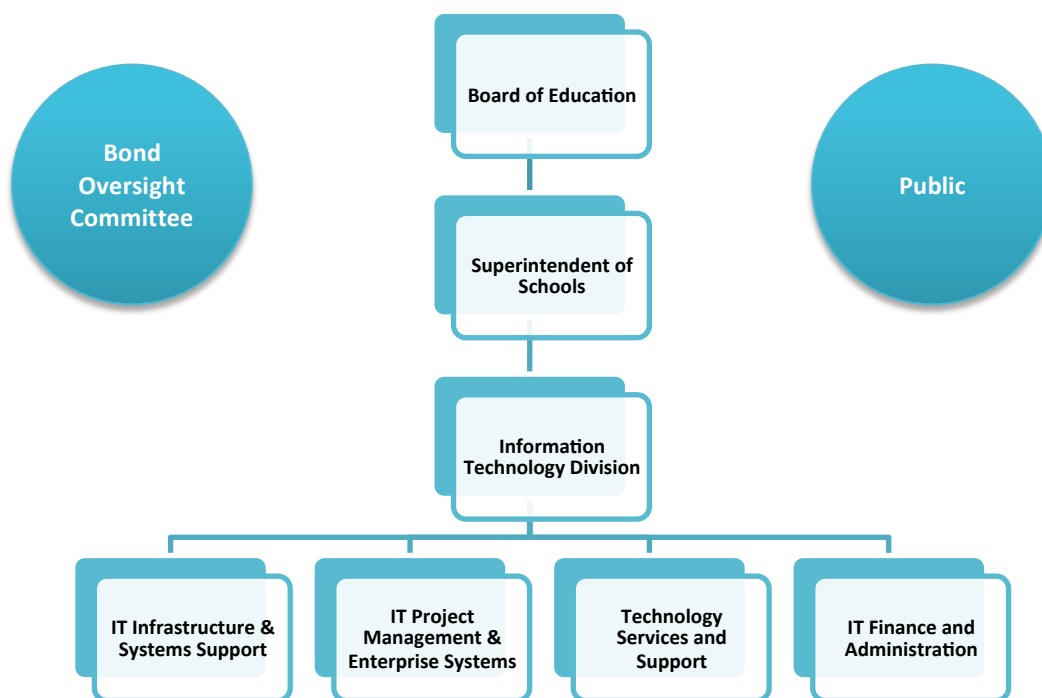 Board of Education
Bond
Oversight
Committee
Public
Superintendent of
Schools
Information
Technology Division
IT Infrastructure &
Systems Support
IT Project
Management &
Enterprise Systems
Technology
Services and
Support
IT Finance and
Administration